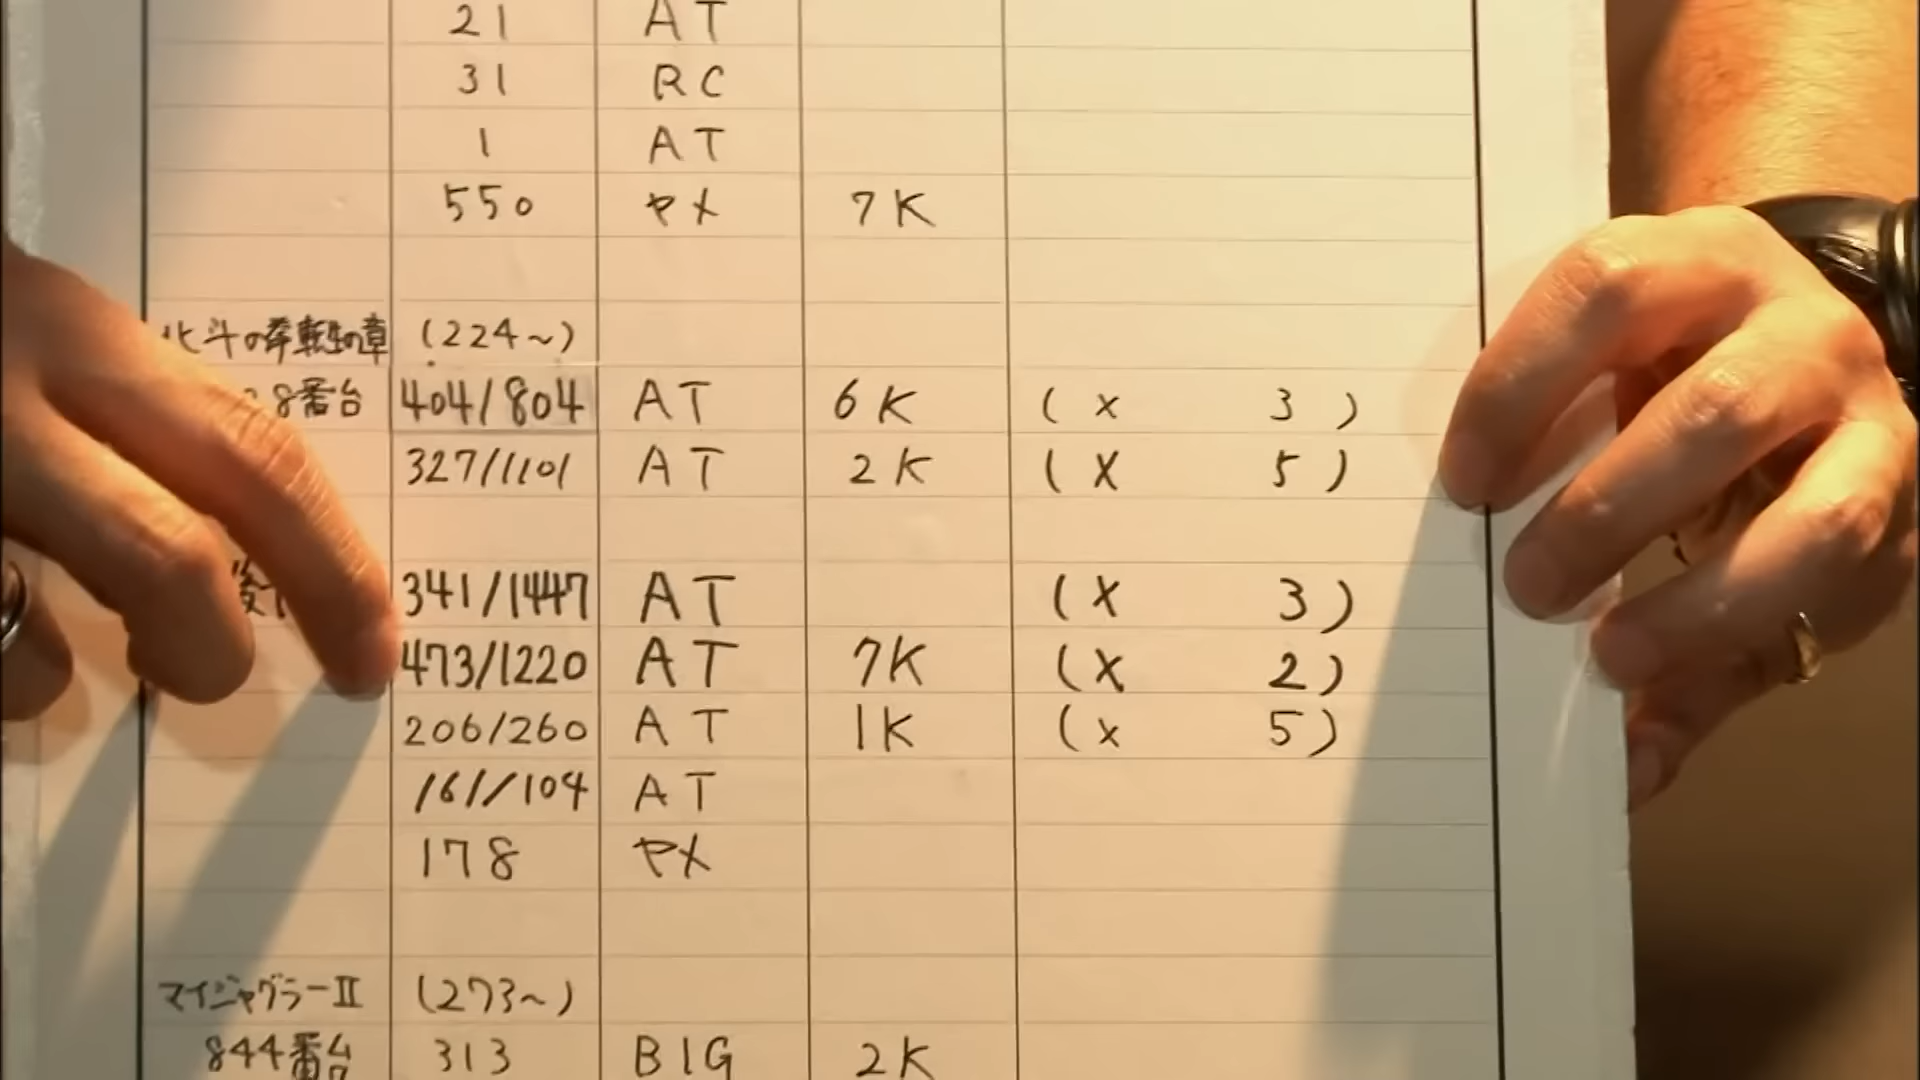 21 AT
31 RC
1 AT
550 ヤメ 7K
北斗の拳転生の章 (224~)
8番台 404/804 AT 6K (× 3)
327/1101 AT 2K (× 5)
341/1447 AT (× 3)
473/1220 AT 7K (× 2)
206/260 AT 1K (× 5)
161/104 AT
178 ヤメ
マイジャグラーⅡ (273~)
844番台 313 BIG 2K